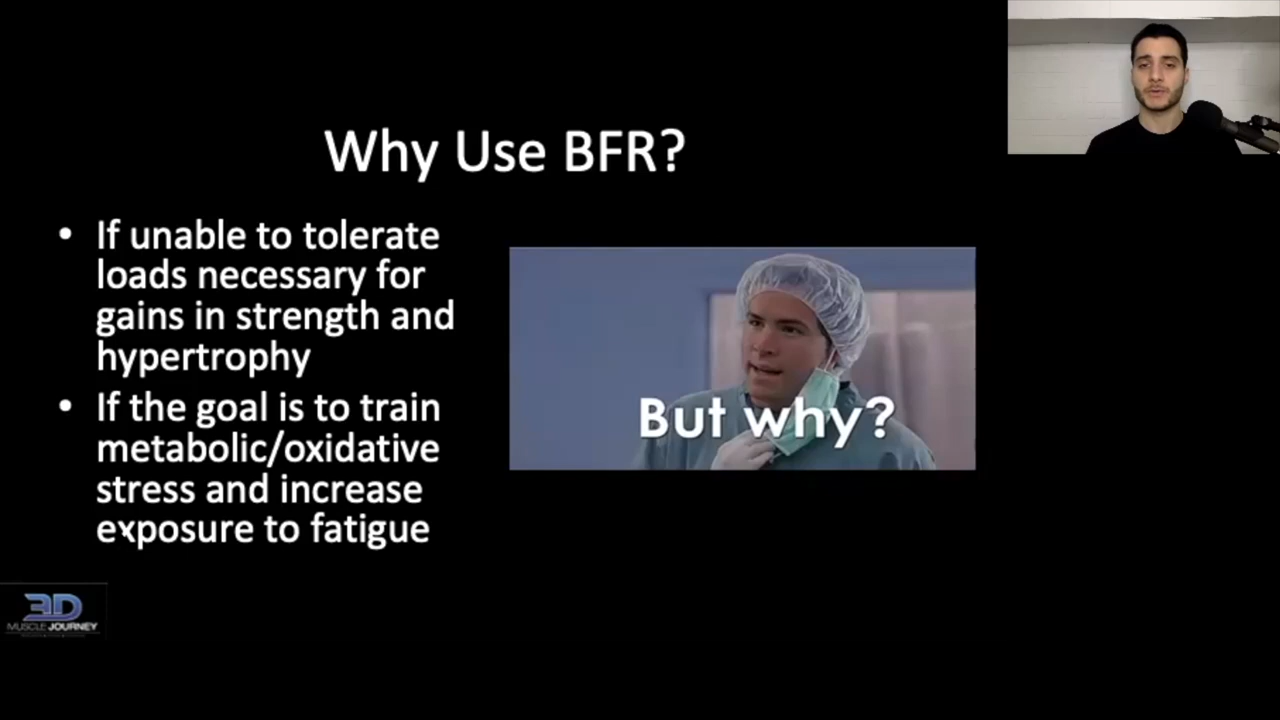 Why Use BFR?
• If unable to tolerate
loads necessary for
gains in strength and
hypertrophy
• If the goal is to train
metabolic/oxidative
stress and increase
exposure to fatigue
But why?
3D
MUSCLE JOURNEY